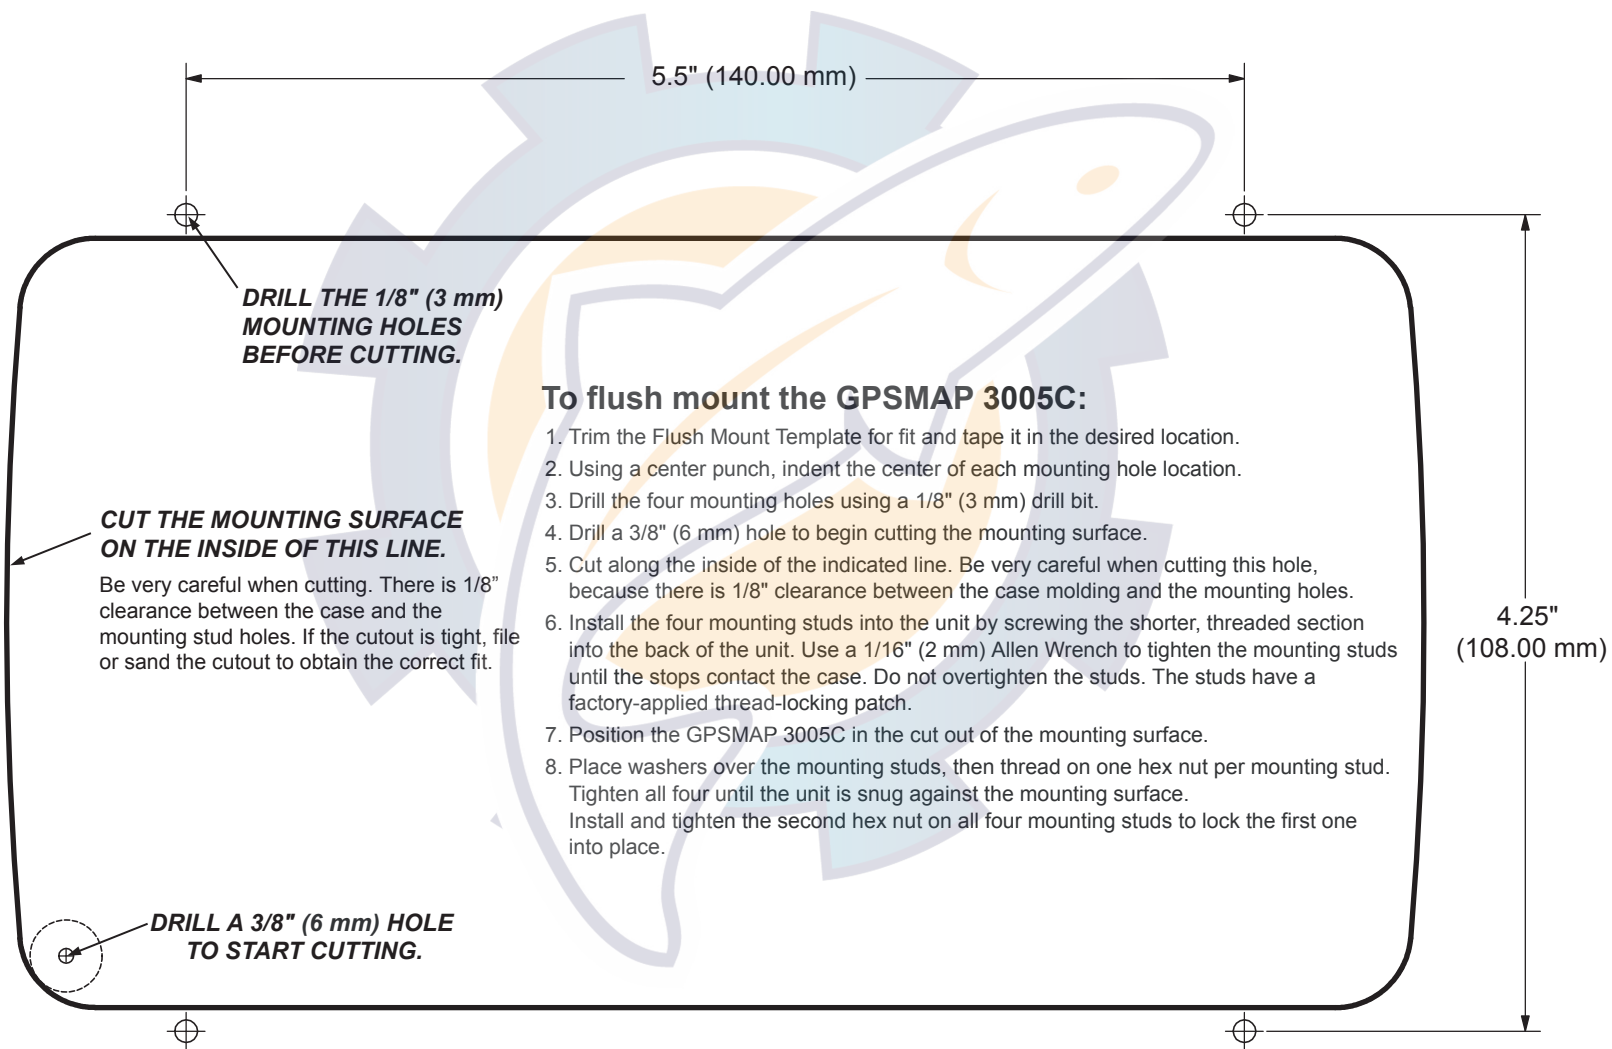 5.5" (140.00 mm)
DRILL THE 1/8" (3 mm)
MOUNTING HOLES
BEFORE CUTTING.
To flush mount the GPSMAP 3005C:
1. Trim the Flush Mount Template for fit and tape it in the desired location.
2. Using a center punch, indent the center of each mounting hole location.
3. Drill the four mounting holes using a 1/8" (3 mm) drill bit.
4. Drill a 3/8" (6 mm) hole to begin cutting the mounting surface.
5. Cut along the inside of the indicated line. Be very careful when cutting this hole,
because there is 1/8" clearance between the case molding and the mounting holes.
6. Install the four mounting studs into the unit by screwing the shorter, threaded section
into the back of the unit. Use a 1/16" (2 mm) Allen Wrench to tighten the mounting studs
until the stops contact the case. Do not overtighten the studs. The studs have a
factory-applied thread-locking patch.
7. Position the GPSMAP 3005C in the cut out of the mounting surface.
8. Place washers over the mounting studs, then thread on one hex nut per mounting stud.
Tighten all four until the unit is snug against the mounting surface.
Install and tighten the second hex nut on all four mounting studs to lock the first one
into place.
CUT THE MOUNTING SURFACE
ON THE INSIDE OF THIS LINE.
Be very careful when cutting. There is 1/8”
clearance between the case and the
mounting stud holes. If the cutout is tight, file
or sand the cutout to obtain the correct fit.
4.25"
(108.00 mm)
DRILL A 3/8" (6 mm) HOLE
TO START CUTTING.